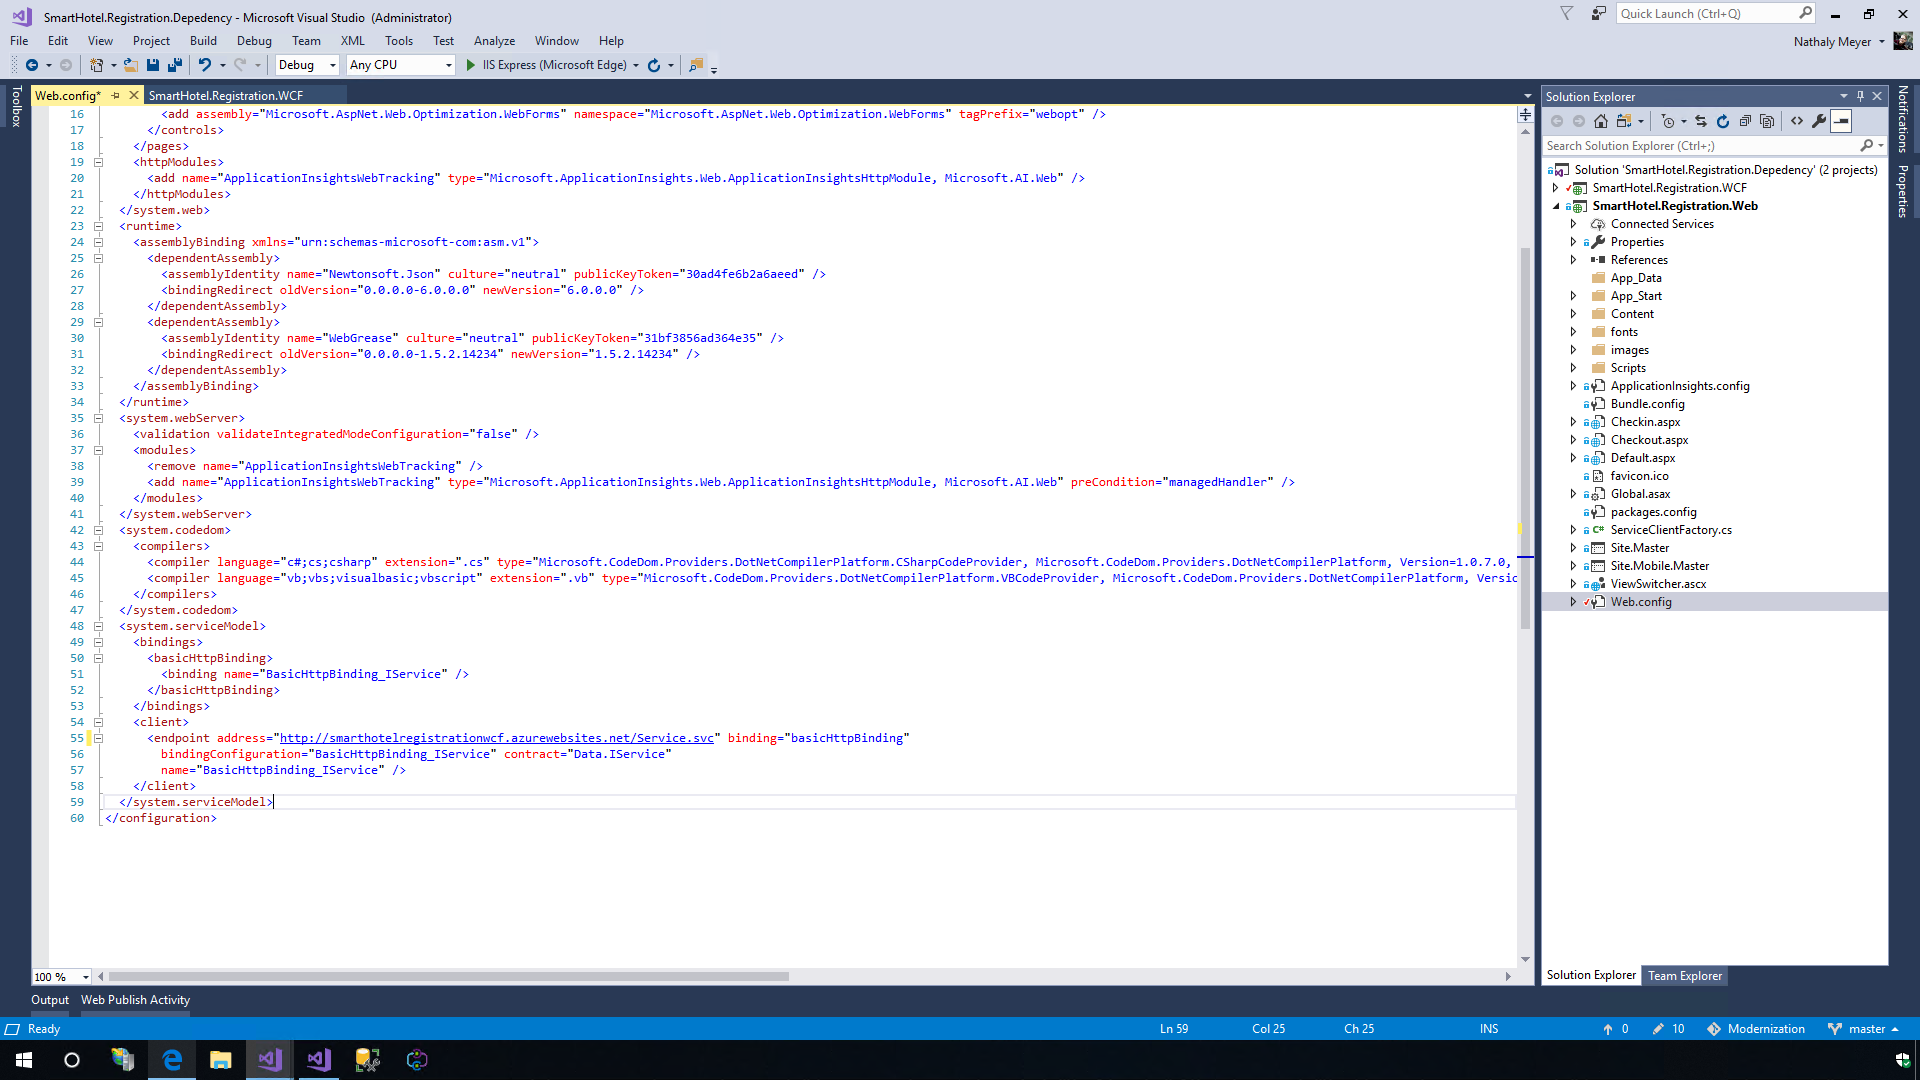 SmartHotel.Registration.Depedency - Microsoft Visual Studio (Administrator)
Quick Launch (Ctrl+Q)
File Edit View Project Build Debug Team XML Tools Test Analyze Window Help
Nathaly Meyer
Debug Any CPU IIS Express (Microsoft Edge)
Toolbox
Web.config* SmartHotel.Registration.WCF
16 <add assembly="Microsoft.AspNet.Web.Optimization.WebForms" namespace="Microsoft.AspNet.Web.Optimization.WebForms" tagPrefix="webopt" />
17 </controls>
18 </pages>
19 <httpModules>
20 <add name="ApplicationInsightsWebTracking" type="Microsoft.ApplicationInsights.Web.ApplicationInsightsHttpModule, Microsoft.AI.Web" />
21 </httpModules>
22 </system.web>
23 <runtime>
24 <assemblyBinding xmlns="urn:schemas-microsoft-com:asm.v1">
25 <dependentAssembly>
26 <assemblyIdentity name="Newtonsoft.Json" culture="neutral" publicKeyToken="30ad4fe6b2a6aeed" />
27 <bindingRedirect oldVersion="0.0.0.0-6.0.0.0" newVersion="6.0.0.0" />
28 </dependentAssembly>
29 <dependentAssembly>
30 <assemblyIdentity name="WebGrease" culture="neutral" publicKeyToken="31bf3856ad364e35" />
31 <bindingRedirect oldVersion="0.0.0.0-1.5.2.14234" newVersion="1.5.2.14234" />
32 </dependentAssembly>
33 </assemblyBinding>
34 </runtime>
35 <system.webServer>
36 <validation validateIntegratedModeConfiguration="false" />
37 <modules>
38 <remove name="ApplicationInsightsWebTracking" />
39 <add name="ApplicationInsightsWebTracking" type="Microsoft.ApplicationInsights.Web.ApplicationInsightsHttpModule, Microsoft.AI.Web" preCondition="managedHandler" />
40 </modules>
41 </system.webServer>
42 <system.codedom>
43 <compilers>
44 <compiler language="c#;cs;csharp" extension=".cs" type="Microsoft.CodeDom.Providers.DotNetCompilerPlatform.CSharpCodeProvider, Microsoft.CodeDom.Providers.DotNetCompilerPlatform, Version=1.0.7.0,
45 <compiler language="vb;vbs;visualbasic;vbscript" extension=".vb" type="Microsoft.CodeDom.Providers.DotNetCompilerPlatform.VBCodeProvider, Microsoft.CodeDom.Providers.DotNetCompilerPlatform, Versio
46 </compilers>
47 </system.codedom>
48 <system.serviceModel>
49 <bindings>
50 <basicHttpBinding>
51 <binding name="BasicHttpBinding_IService" />
52 </basicHttpBinding>
53 </bindings>
54 <client>
55 <endpoint address="http://smarthotelregistrationwcf.azurewebsites.net/Service.svc" binding="basicHttpBinding"
56 bindingConfiguration="BasicHttpBinding_IService" contract="Data.IService"
57 name="BasicHttpBinding_IService" />
58 </client>
59 </system.serviceModel>
60 </configuration>
100 %
Solution Explorer
Search Solution Explorer (Ctrl+;)
Solution 'SmartHotel.Registration.Depedency' (2 projects)
SmartHotel.Registration.WCF
SmartHotel.Registration.Web
Connected Services
Properties
References
App_Data
App_Start
Content
fonts
images
Scripts
ApplicationInsights.config
Bundle.config
Checkin.aspx
Checkout.aspx
Default.aspx
favicon.ico
Global.asax
packages.config
ServiceClientFactory.cs
Site.Master
Site.Mobile.Master
ViewSwitcher.ascx
Web.config
Solution Explorer Team Explorer
Notifications
Properties
Output Web Publish Activity
Ready Ln 59 Col 25 Ch 25 INS 0 10 Modernization master